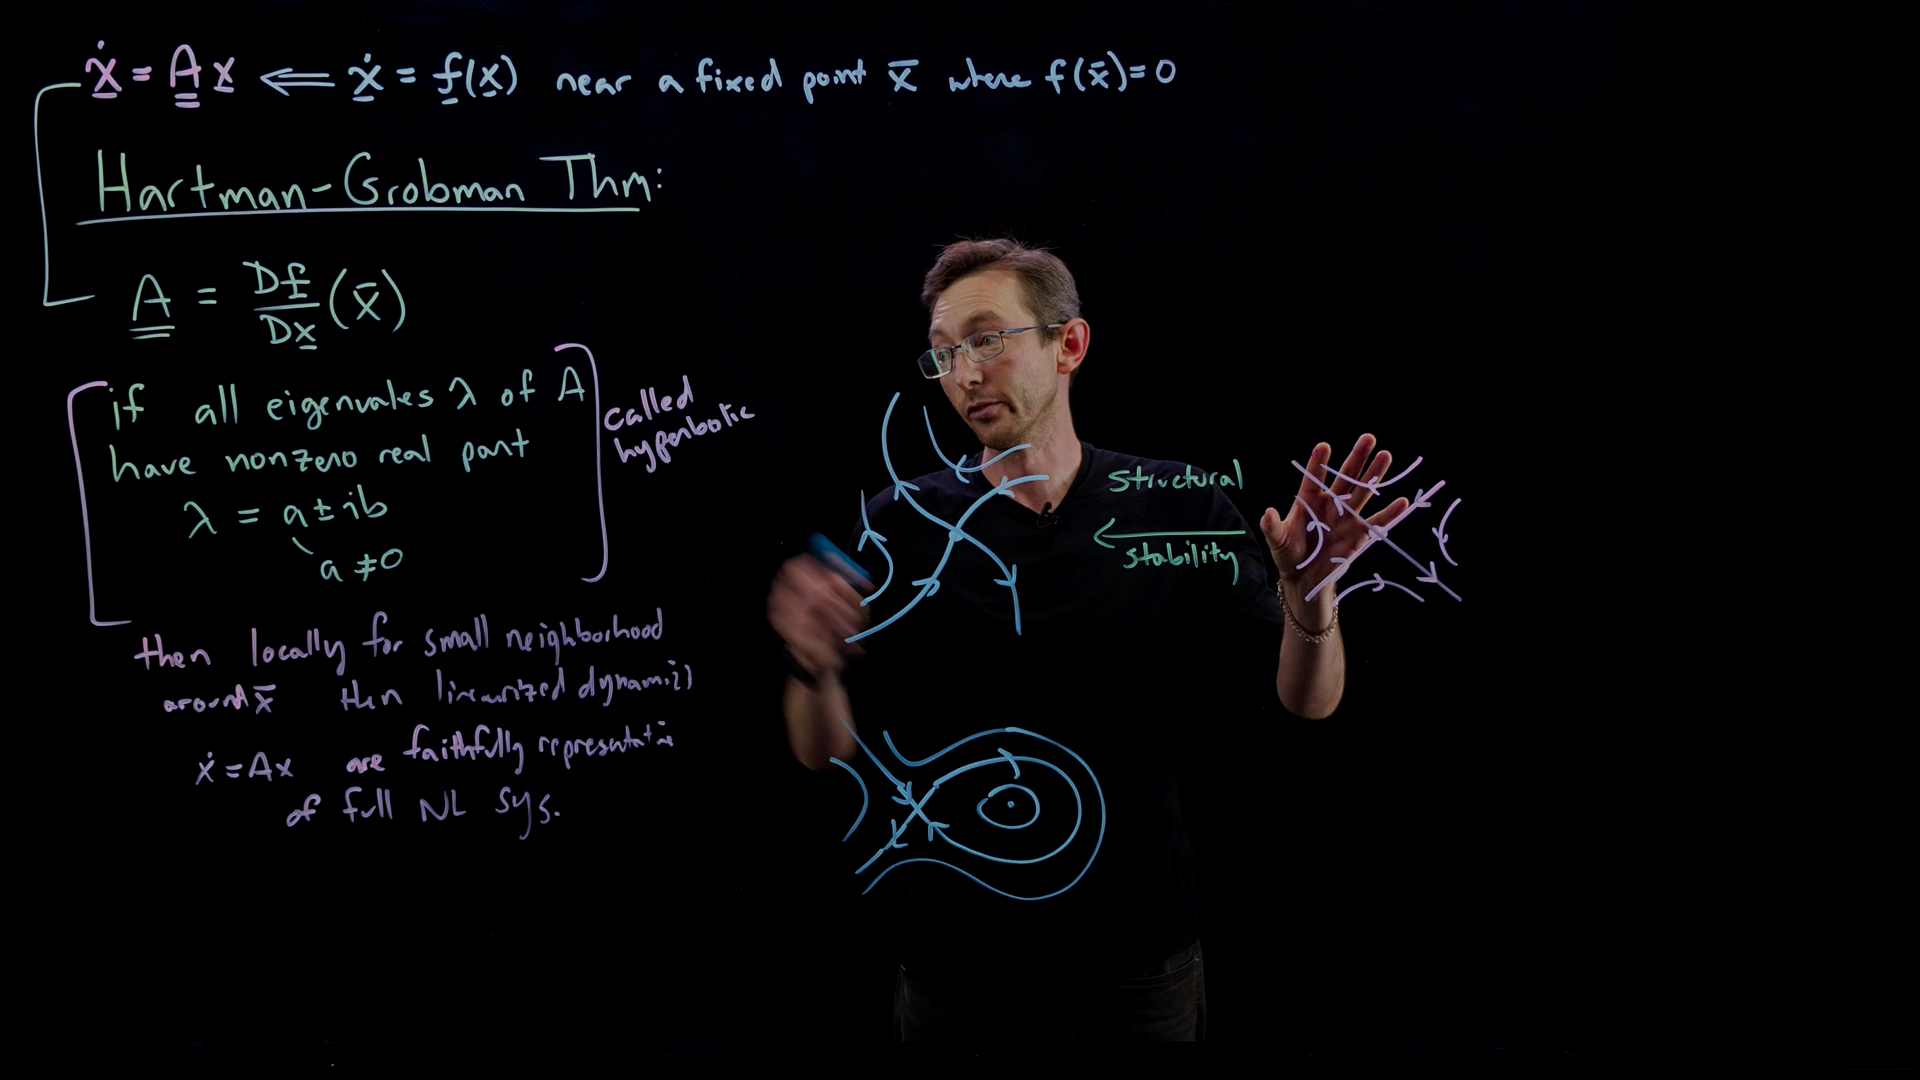 ẋ = A x ⟸ ẋ = f(x) near a fixed point x̄ where f(x̄)=0
Hartman-Grobman Thm:
A = Df/Dx (x̄)
if all eigenvales λ of A
have nonzero real part
λ = a ± ib
a ≠ 0
called
hyperbolic
then locally for small neighborhood
around x̄ then linearized dynamics
ẋ = Ax are faithfully representative
of full NL sys.
Structural
stability